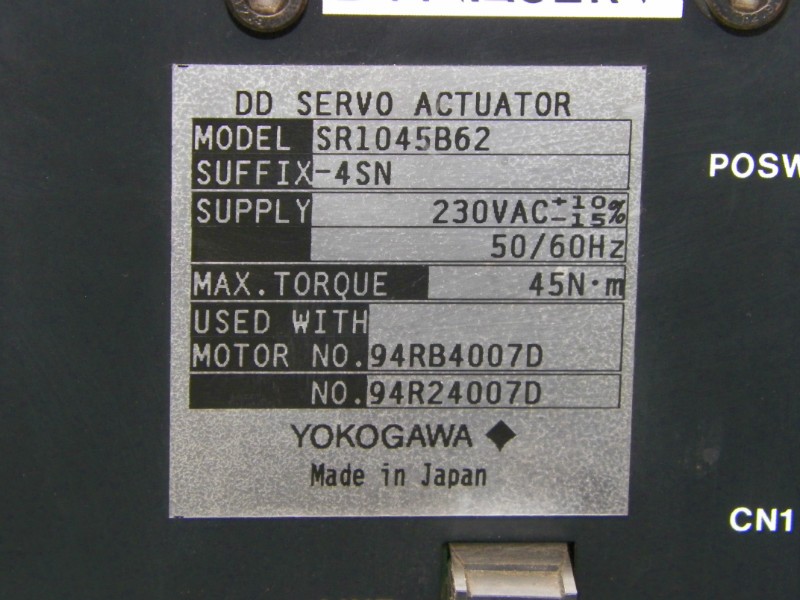 DD SERVO ACTUATOR
MODEL SR1045B62
SUFFIX -4SN
SUPPLY 230VAC +10 -15 %
50/60Hz
MAX.TORQUE 45N·m
USED WITH
MOTOR NO. 94RB4007D
NO. 94R24007D
YOKOGAWA
Made in Japan
POSW
CN1